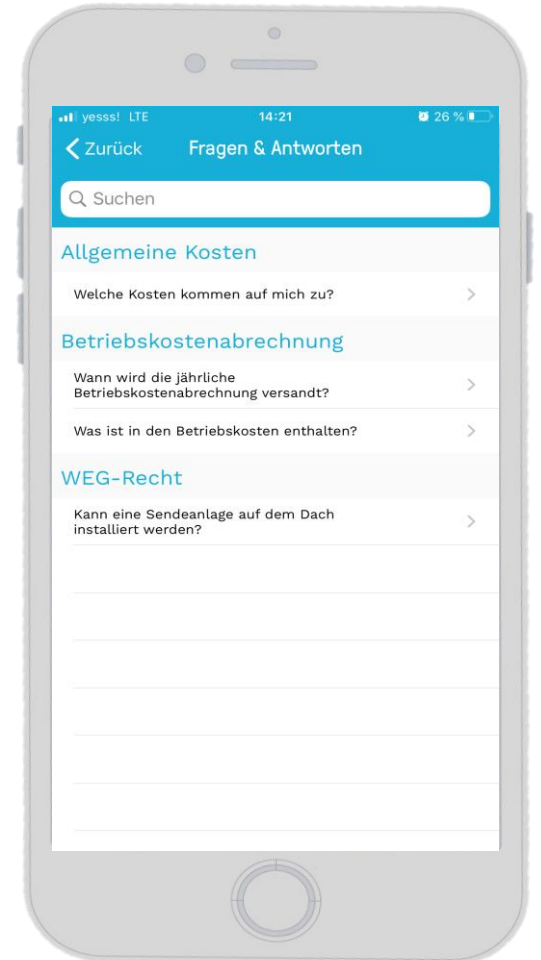 yesss! LTE 14:21 26 %
Zurück Fragen & Antworten
Suchen
Allgemeine Kosten
Welche Kosten kommen auf mich zu?
Betriebskostenabrechnung
Wann wird die jährliche
Betriebskostenabrechnung versandt?
Was ist in den Betriebskosten enthalten?
WEG-Recht
Kann eine Sendeanlage auf dem Dach
installiert werden?